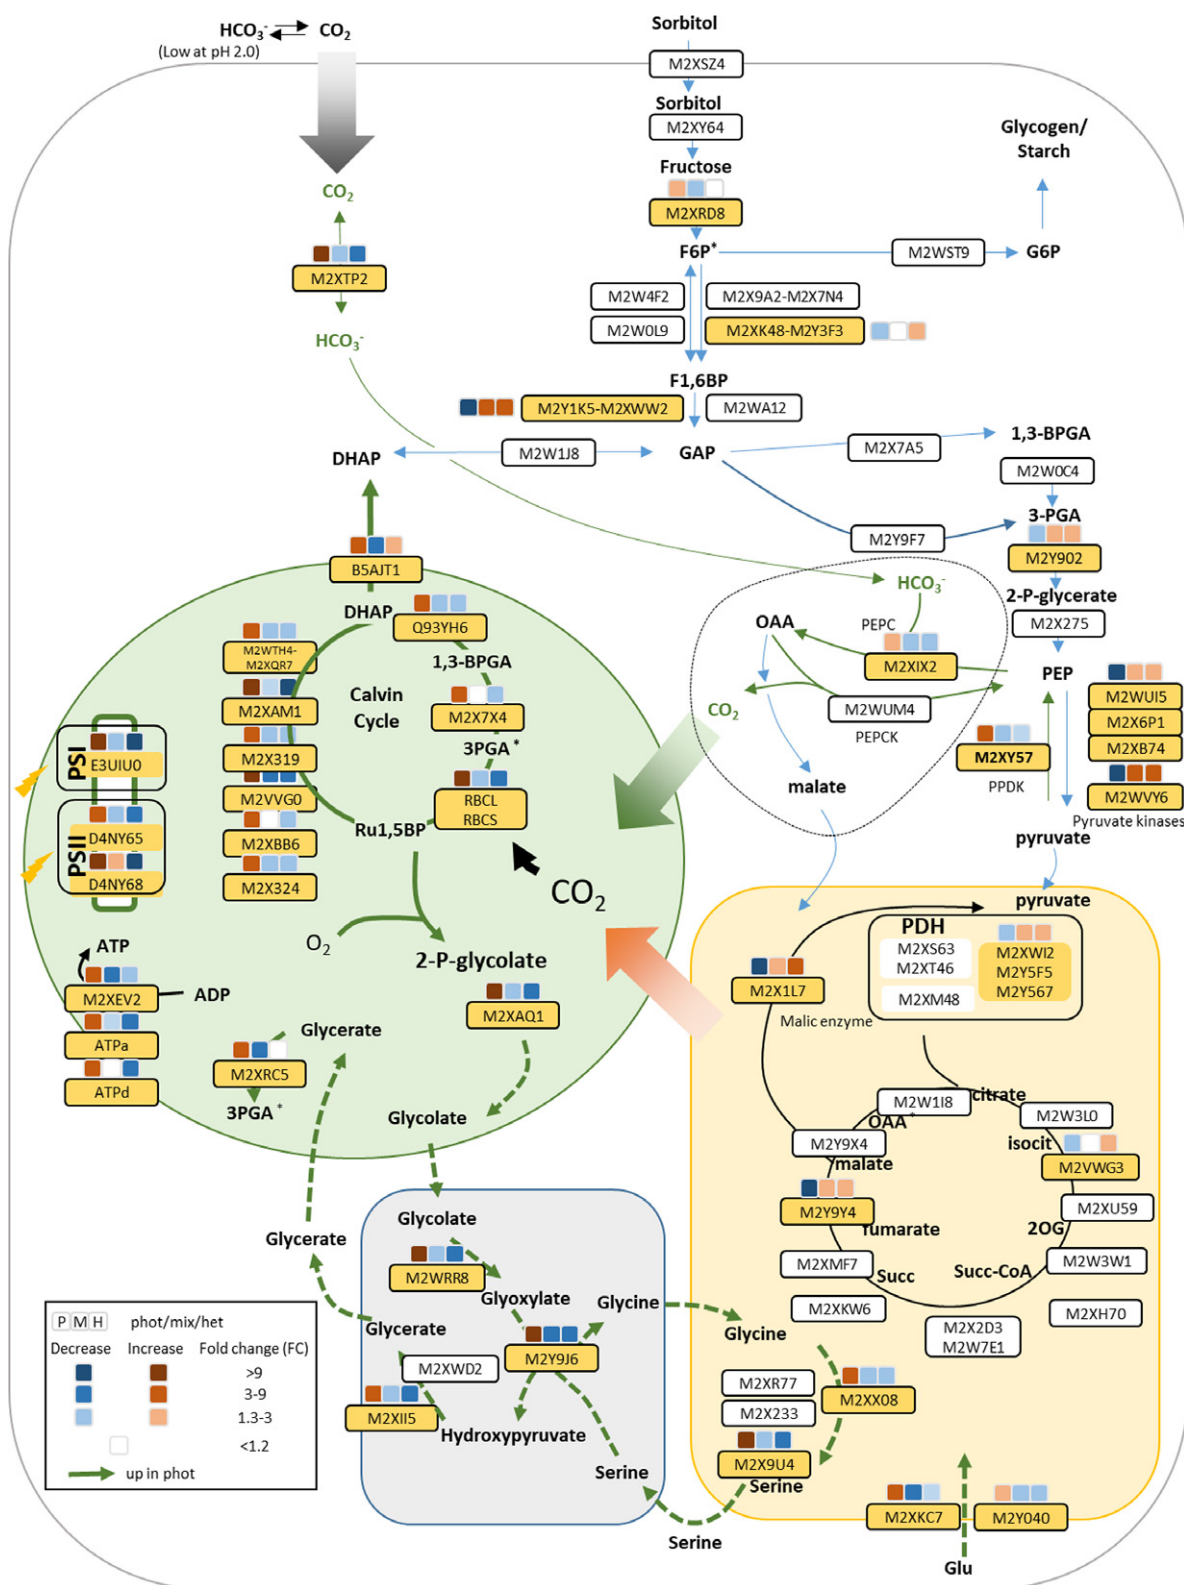 HCO3- CO2
(Low at pH 2.0)
Sorbitol
M2XSZ4
Sorbitol
M2XY64
Fructose
M2XRD8
F6P*
M2WST9
G6P
Glycogen/
Starch
CO2
M2XTP2
HCO3-
M2W4F2
M2X9A2-M2X7N4
M2W0L9
M2XK48-M2Y3F3
F1,6BP
M2Y1K5-M2XWW2
M2WA12
DHAP
M2W1J8
GAP
M2X7A5
1,3-BPGA
M2W0C4
3-PGA
M2Y9F7
M2Y902
2-P-glycerate
M2X275
PEP
B5AJT1
DHAP
Q93YH6
1,3-BPGA
M2WTH4-
M2XQR7
M2XAM1
Calvin
Cycle
M2X7X4
3PGA *
M2X319
M2VVG0
RBCL
RBCS
Ru1,5BP
M2XBB6
M2X324
PSI
E3UIU0
PSII
D4NY65
D4NY68
HCO3-
OAA
PEPC
M2XIX2
CO2
M2WUM4
PEPCK
malate
M2XY57
PPDK
M2WUI5
M2X6P1
M2XB74
M2WVY6
Pyruvate kinases
pyruvate
CO2
O2
2-P-glycolate
M2XAQ1
ATP
M2XEV2
ADP
ATPa
ATPd
Glycerate
M2XRC5
3PGA *
Glycolate
pyruvate
PDH
M2XS63
M2XT46
M2XM48
M2XWI2
M2Y5F5
M2Y567
M2X1L7
Malic enzyme
M2W1I8
citrate
OAA *
M2W3L0
M2Y9X4
malate
isocit
M2VWG3
M2Y9Y4
fumarate
M2XU59
2OG
M2XMF7
Succ
Succ-CoA
M2W3W1
M2XKW6
M2X2D3
M2W7E1
M2XH70
Glycolate
M2WRR8
Glyoxylate
Glycerate
Glycerate
Glycine
Glycine
M2XWD2
M2Y9J6
M2XII5
Hydroxypyruvate
Serine
M2XR77
M2X233
M2XX08
M2X9U4
Serine
Serine
M2XKC7
M2Y040
Glu
P M H phot/mix/het
Decrease Increase Fold change (FC)
>9
3-9
1.3-3
<1.2
up in phot